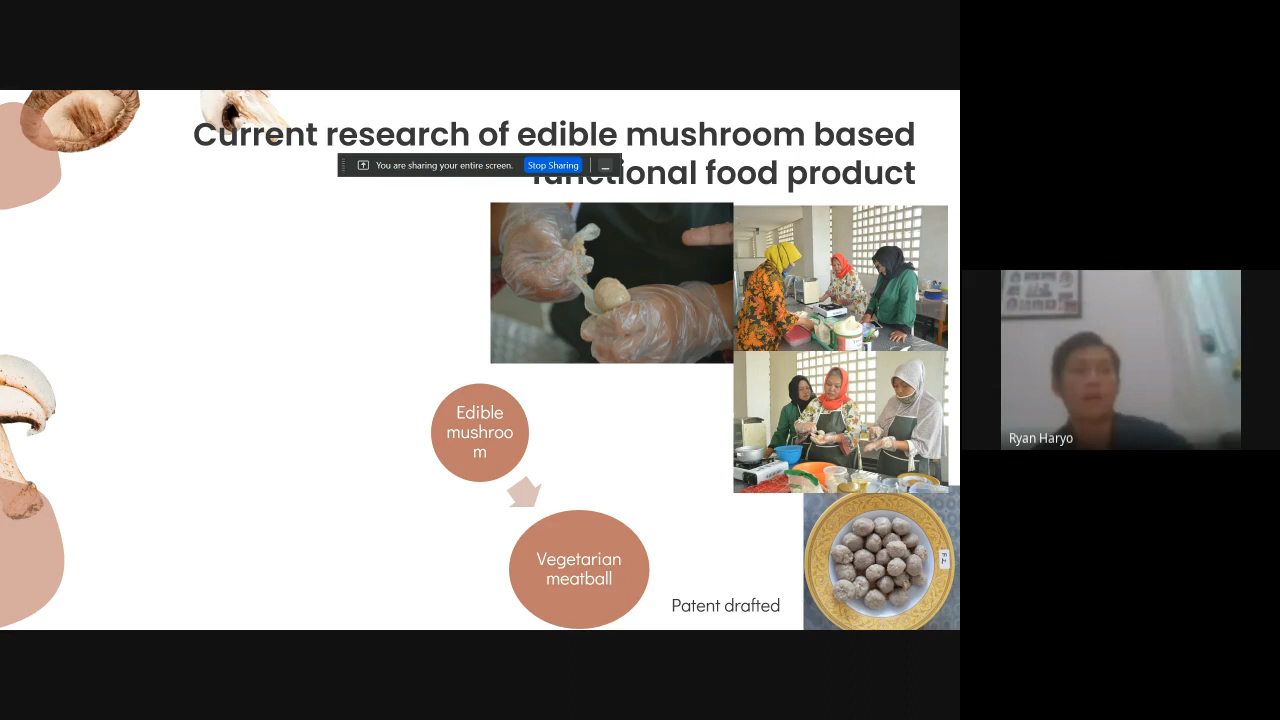 Current research of edible mushroom based
functional food product
You are sharing your entire screen.
Stop Sharing
Edible
mushroo
m
Vegetarian
meatball
Patent drafted
Ryan Haryo